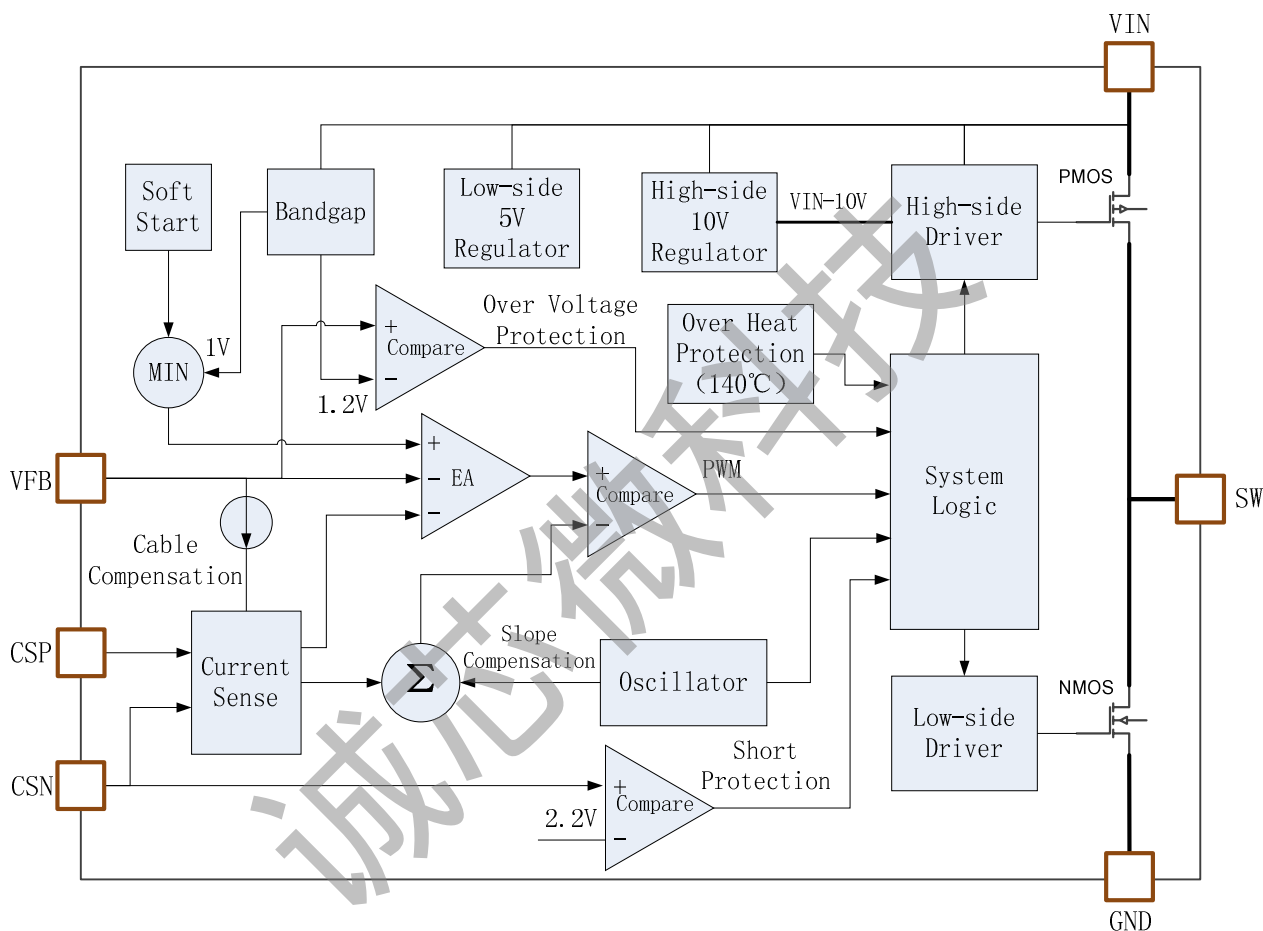 VIN
Soft
Start
Bandgap
Low-side
5V
Regulator
High-side
10V
Regulator
VIN-10V
High-side
Driver
PMOS
Over Voltage
Protection
Over Heat
Protection
（140℃）
1V
MIN
+
Compare
−
1.2V
VFB
+
− EA
−
+
Compare
−
PWM
System
Logic
SW
Cable
Compensation
CSP
Current
Sense
Σ
Slope
Compensation
Oscillator
NMOS
Low-side
Driver
CSN
Short
Protection
+
Compare
2.2V
−
GND
诚芯微科技